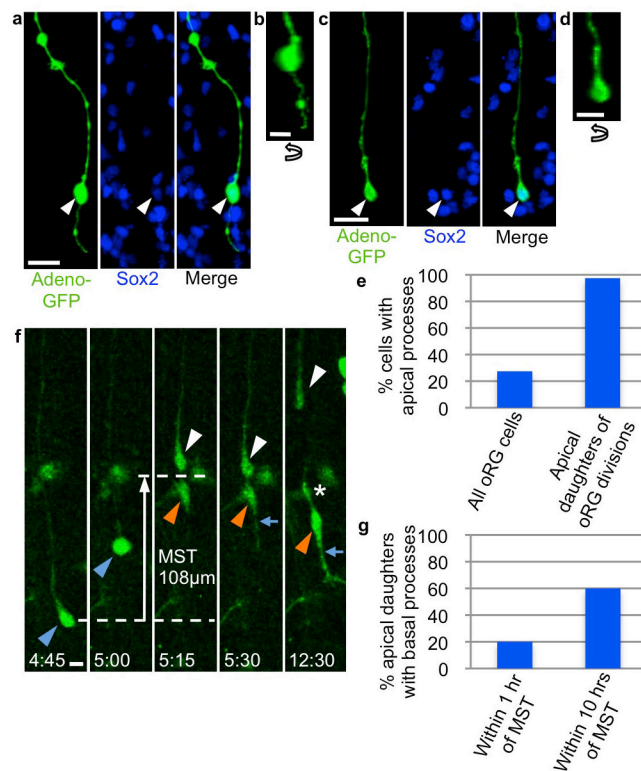 a
b
c
d
Adeno-
GFP
Sox2
Merge
Adeno-
GFP
Sox2
Merge
e
% cells with
apical processes
100
80
60
40
20
0
All oRG cells
Apical
daughters of
oRG divisions
f
MST
108µm
*
4:45
5:00
5:15
5:30
12:30
g
% apical daughters
with basal processes
100
80
60
40
20
0
Within 1 hr
of MST
Within 10 hrs
of MST